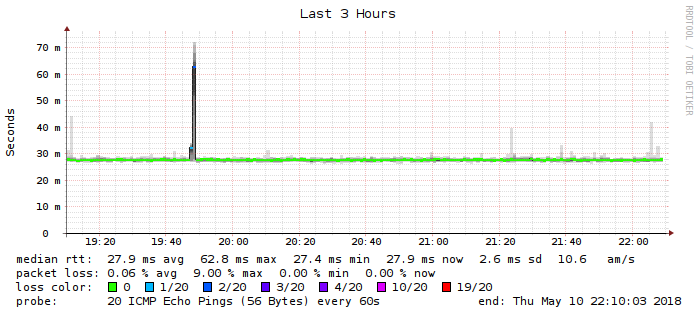 Last 3 Hours
RRDTOOL / TOBI OETIKER
Seconds
70 m
60 m
50 m
40 m
30 m
20 m
10 m
0
19:20 19:40 20:00 20:20 20:40 21:00 21:20 21:40 22:00
median rtt: 27.9 ms avg 62.8 ms max 27.4 ms min 27.9 ms now 2.6 ms sd 10.6 am/s
packet loss: 0.06 % avg 9.00 % max 0.00 % min 0.00 % now
loss color: 0 1/20 2/20 3/20 4/20 10/20 19/20
probe: 20 ICMP Echo Pings (56 Bytes) every 60s end: Thu May 10 22:10:03 2018